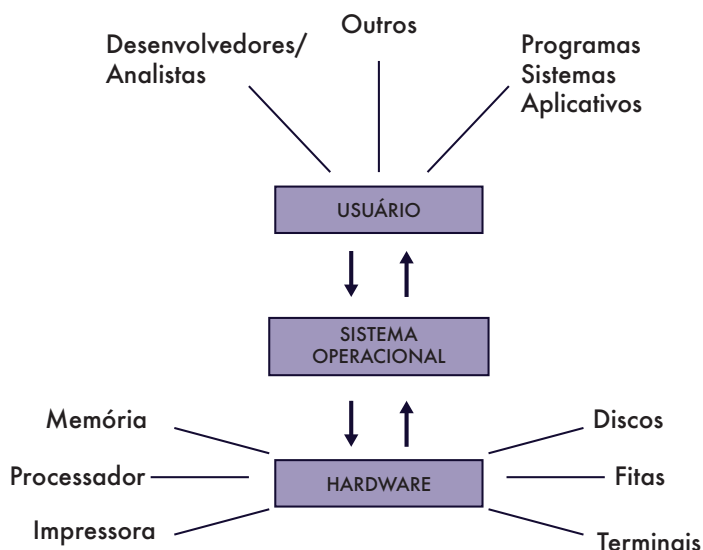 Outros
Desenvolvedores/
Analistas
Programas
Sistemas
Aplicativos
USUÁRIO
SISTEMA
OPERACIONAL
Memória
Discos
Processador
HARDWARE
Fitas
Impressora
Terminais